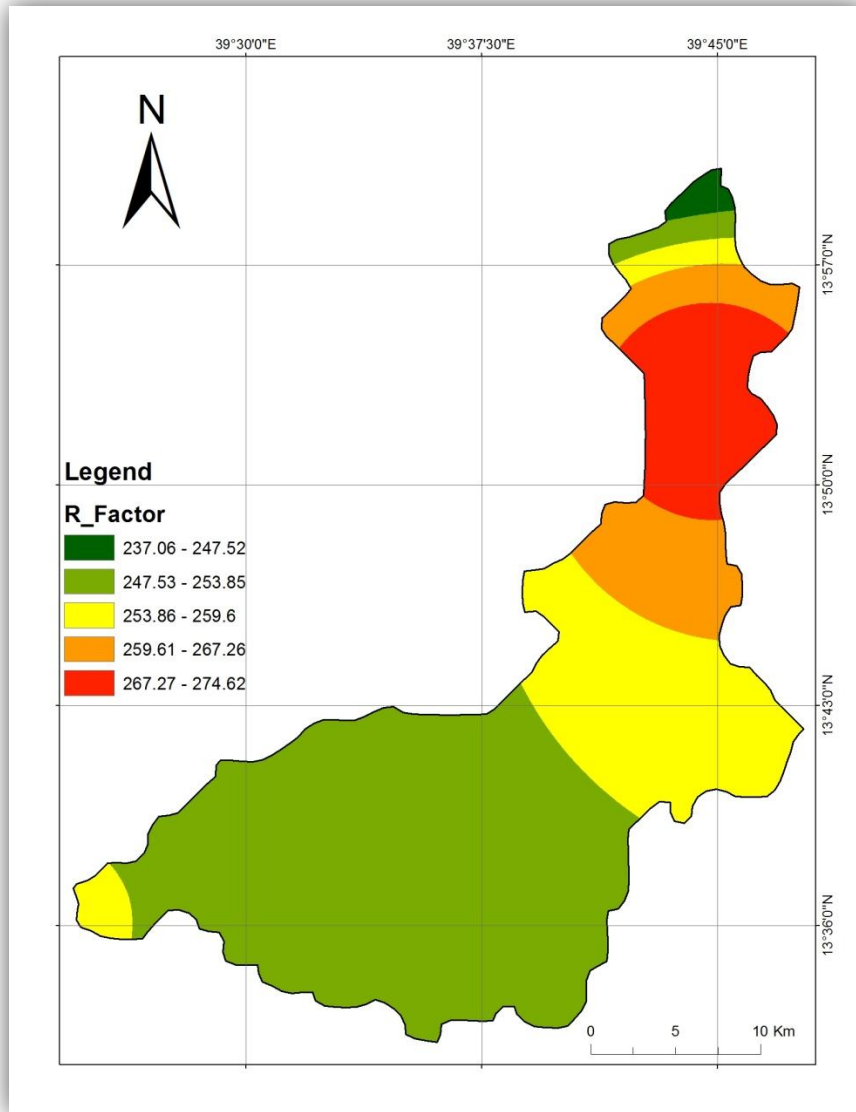 39°30'0"E 39°37'30"E 39°45'0"E
N
13°57'0"N
13°50'0"N
Legend
R_Factor
237.06 - 247.52
247.53 - 253.85
253.86 - 259.6
259.61 - 267.26
267.27 - 274.62
13°43'0"N
13°36'0"N
0 5 10 Km